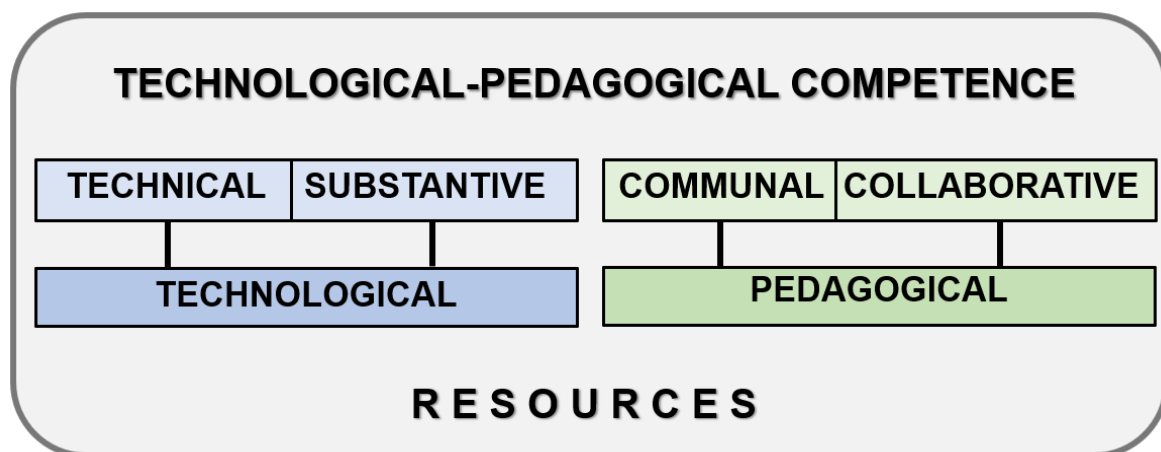 TECHNOLOGICAL-PEDAGOGICAL COMPETENCE
TECHNICAL SUBSTANTIVE COMMUNAL COLLABORATIVE
TECHNOLOGICAL PEDAGOGICAL
R E S O U R C E S